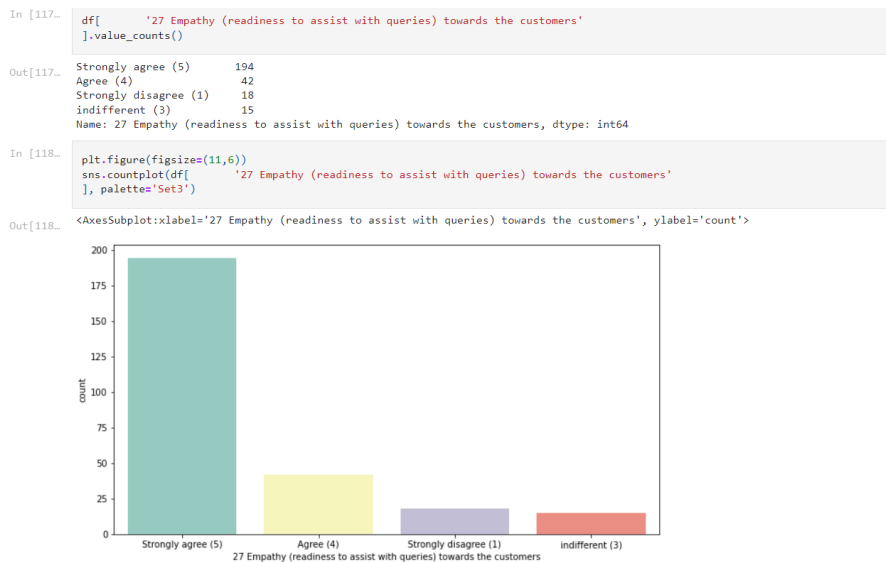 In [117…
df[       '27 Empathy (readiness to assist with queries) towards the customers'
].value_counts()
Out[117…
Strongly agree (5)       194
Agree (4)                 42
Strongly disagree (1)     18
indifferent (3)           15
Name: 27 Empathy (readiness to assist with queries) towards the customers, dtype: int64
In [118…
plt.figure(figsize=(11,6))
sns.countplot(df[       '27 Empathy (readiness to assist with queries) towards the customers'
], palette='Set3')
Out[118…
<AxesSubplot:xlabel='27 Empathy (readiness to assist with queries) towards the customers', ylabel='count'>
200
175
150
125
100
75
50
25
0
count
Strongly agree (5) Agree (4) Strongly disagree (1) indifferent (3)
27 Empathy (readiness to assist with queries) towards the customers